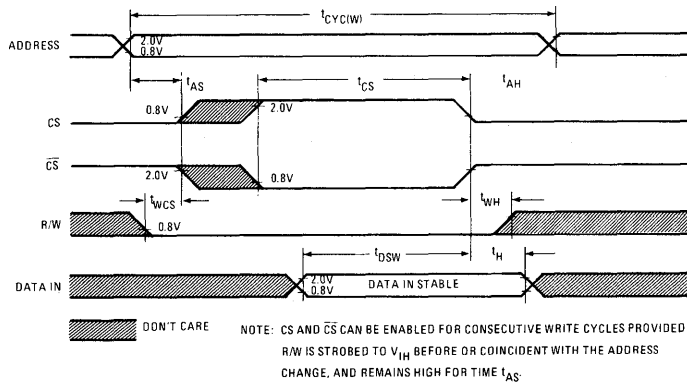 tCYC(W)
ADDRESS
2.0V
0.8V
tAS
tCS
tAH
0.8V
2.0V
CS
C̅S̅
2.0V
0.8V
tWCS
tWH
R/W
0.8V
tDSW
tH
DATA IN
2.0V
0.8V
DATA IN STABLE
DON'T CARE
NOTE: CS AND C̅S̅ CAN BE ENABLED FOR CONSECUTIVE WRITE CYCLES PROVIDED
R/W IS STROBED TO VIH BEFORE OR COINCIDENT WITH THE ADDRESS
CHANGE, AND REMAINS HIGH FOR TIME tAS.